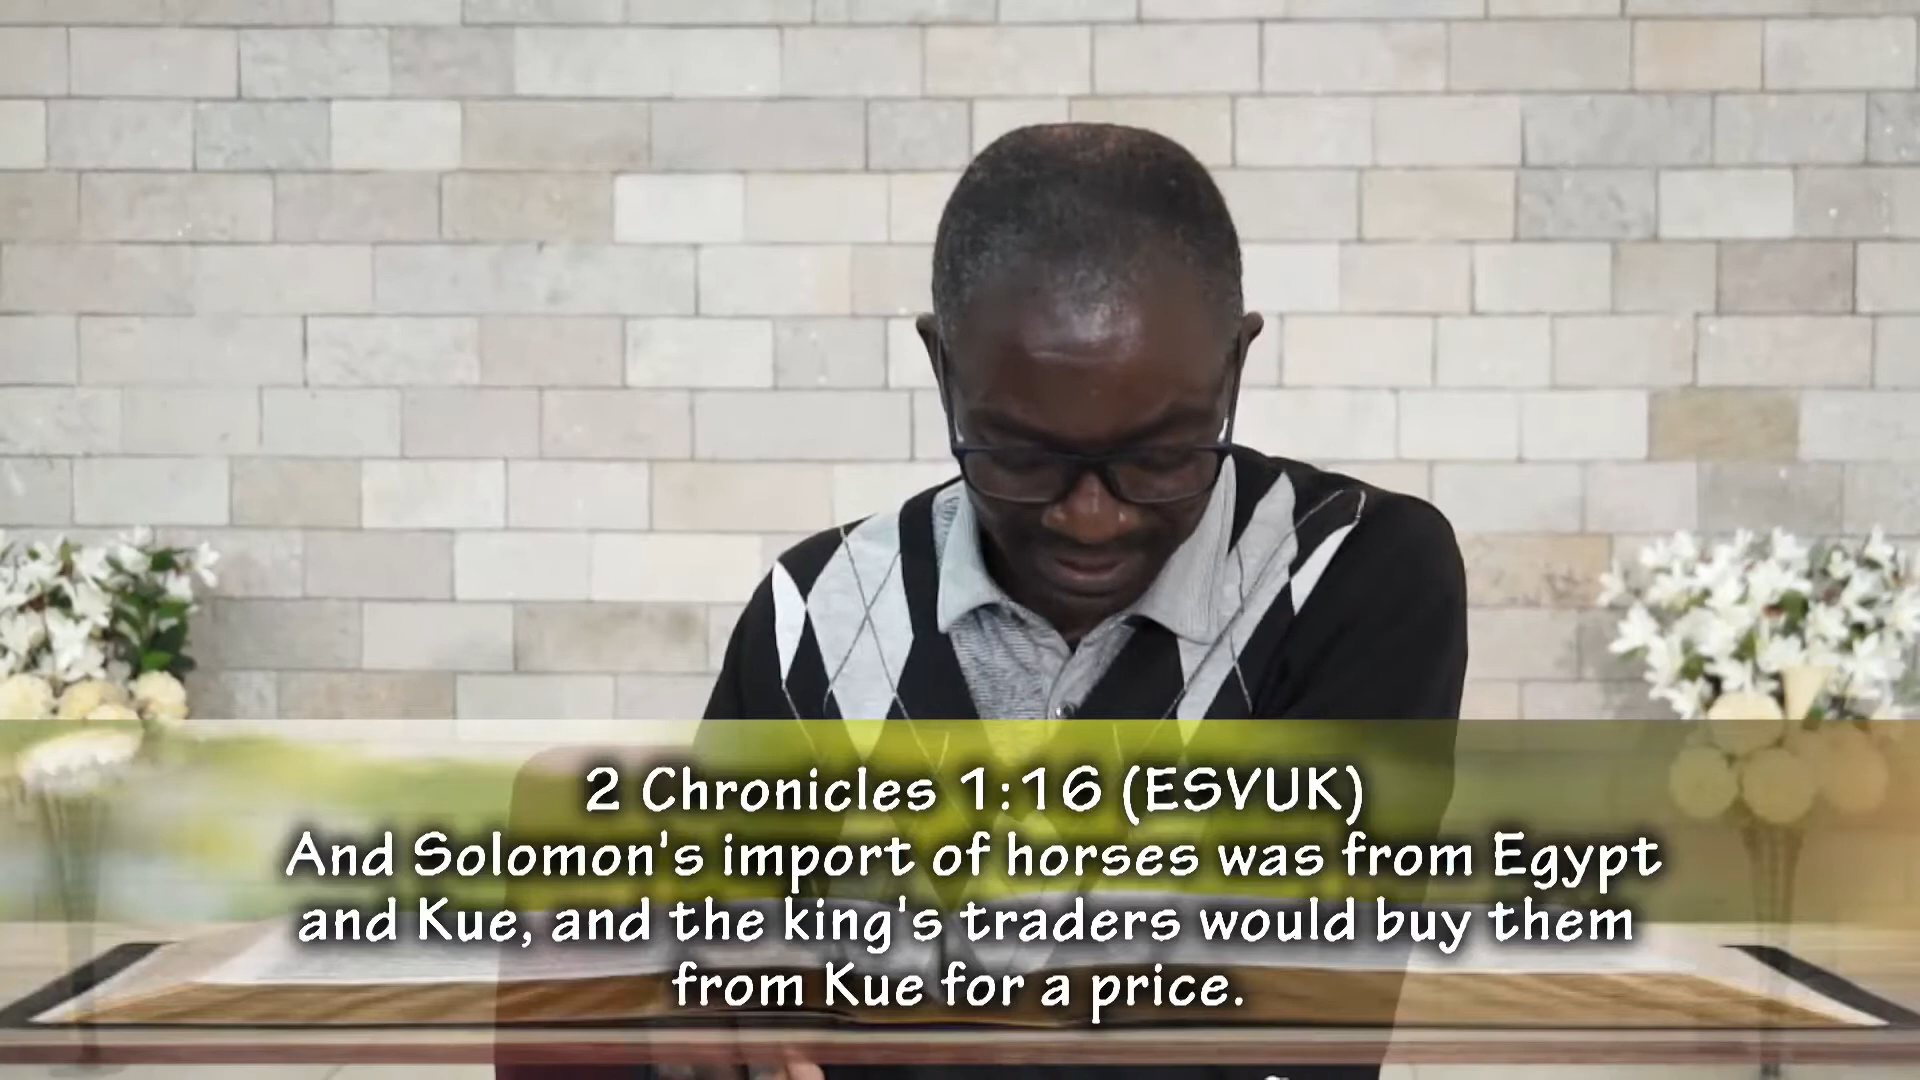 2 Chronicles 1:16 (ESVUK)
And Solomon's import of horses was from Egypt
and Kue, and the king's traders would buy them
from Kue for a price.